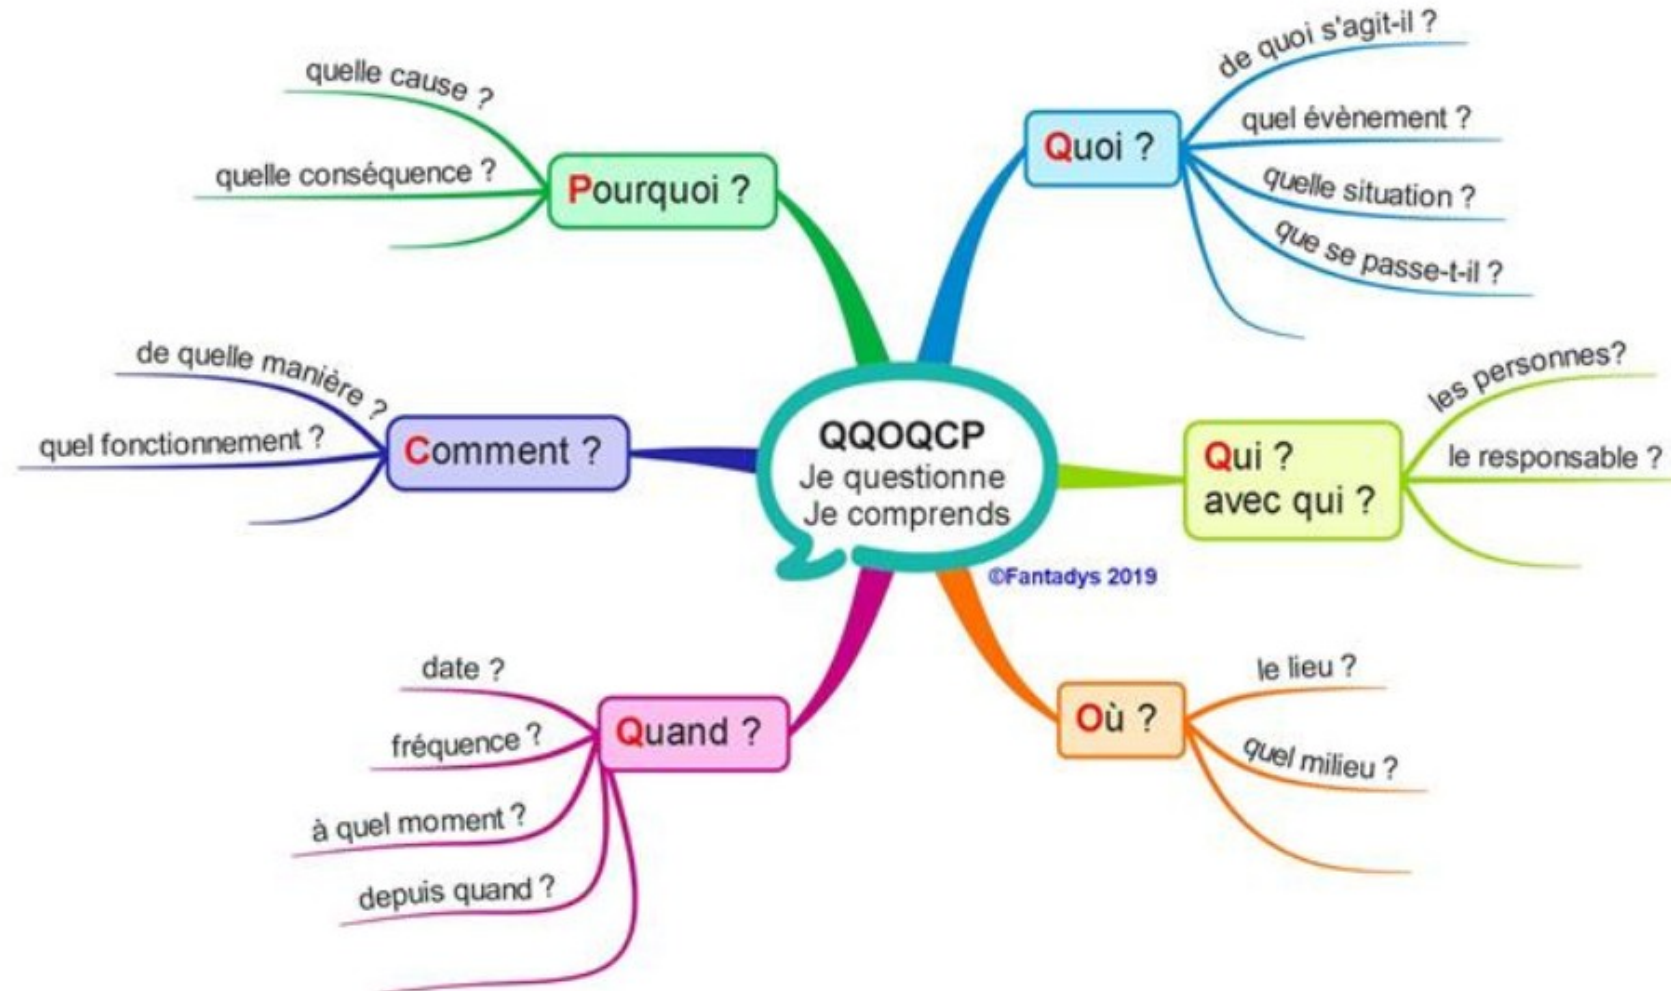 QQOQCP
Je questionne
Je comprends
©Fantadys 2019
Quoi ?
de quoi s'agit-il ?
quel évènement ?
quelle situation ?
que se passe-t-il ?
Qui ?
avec qui ?
les personnes?
le responsable ?
Où ?
le lieu ?
quel milieu ?
Quand ?
date ?
fréquence ?
à quel moment ?
depuis quand ?
Comment ?
de quelle manière ?
quel fonctionnement ?
Pourquoi ?
quelle cause ?
quelle conséquence ?